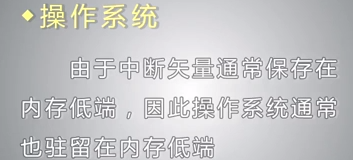 操作系统
由于中断矢量通常保存在
内存低端，因此操作系统通常
也驻留在内存低端